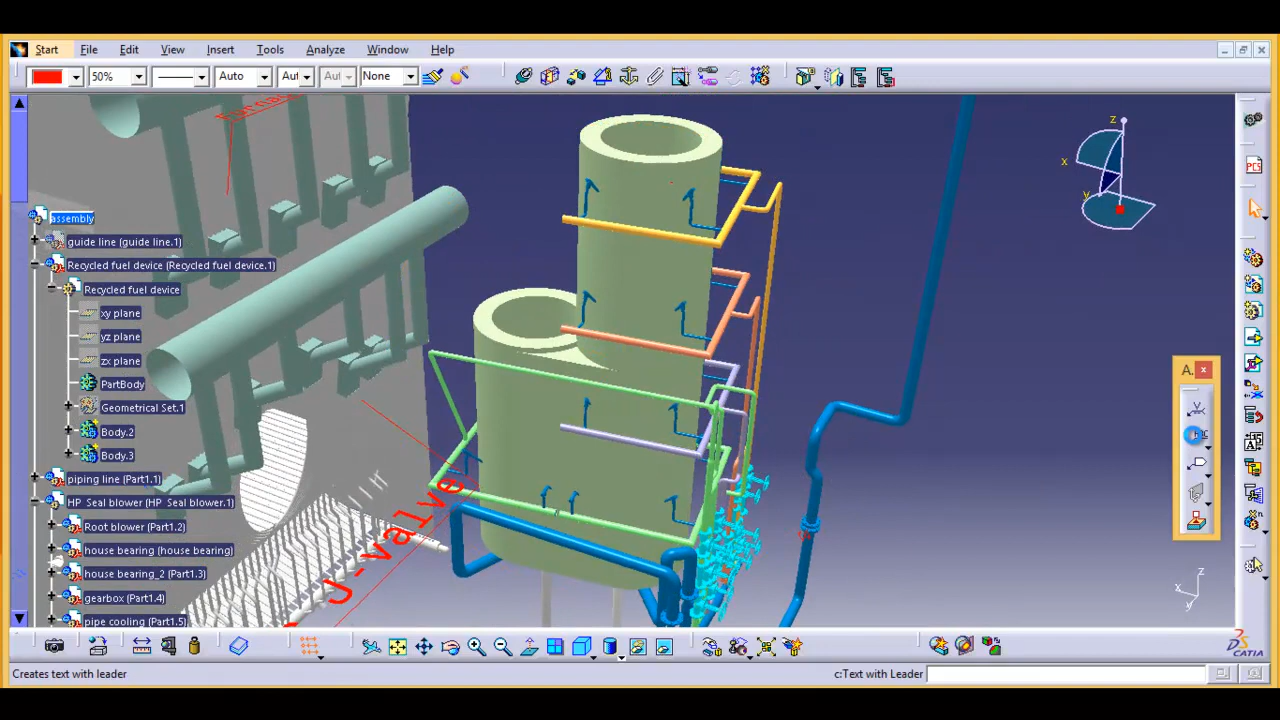 Start File Edit View Insert Tools Analyze Window Help
50% Auto Aut Aut None
z
x
y
assembly
guide line (guide line.1)
Recycled fuel device (Recycled fuel device.1)
Recycled fuel device
xy plane
yz plane
zx plane
PartBody
Geometrical Set.1
Body.2
Body.3
piping line (Part1.1)
HP Seal blower (HP Seal blower.1)
Root blower (Part1.2)
house bearing (house bearing)
house bearing_2 (Part1.3)
gearbox (Part1.4)
pipe cooling (Part1.5)
U-valve
A...
PCS
z
x
y
DS
CATIA
Creates text with leader
c:Text with Leader